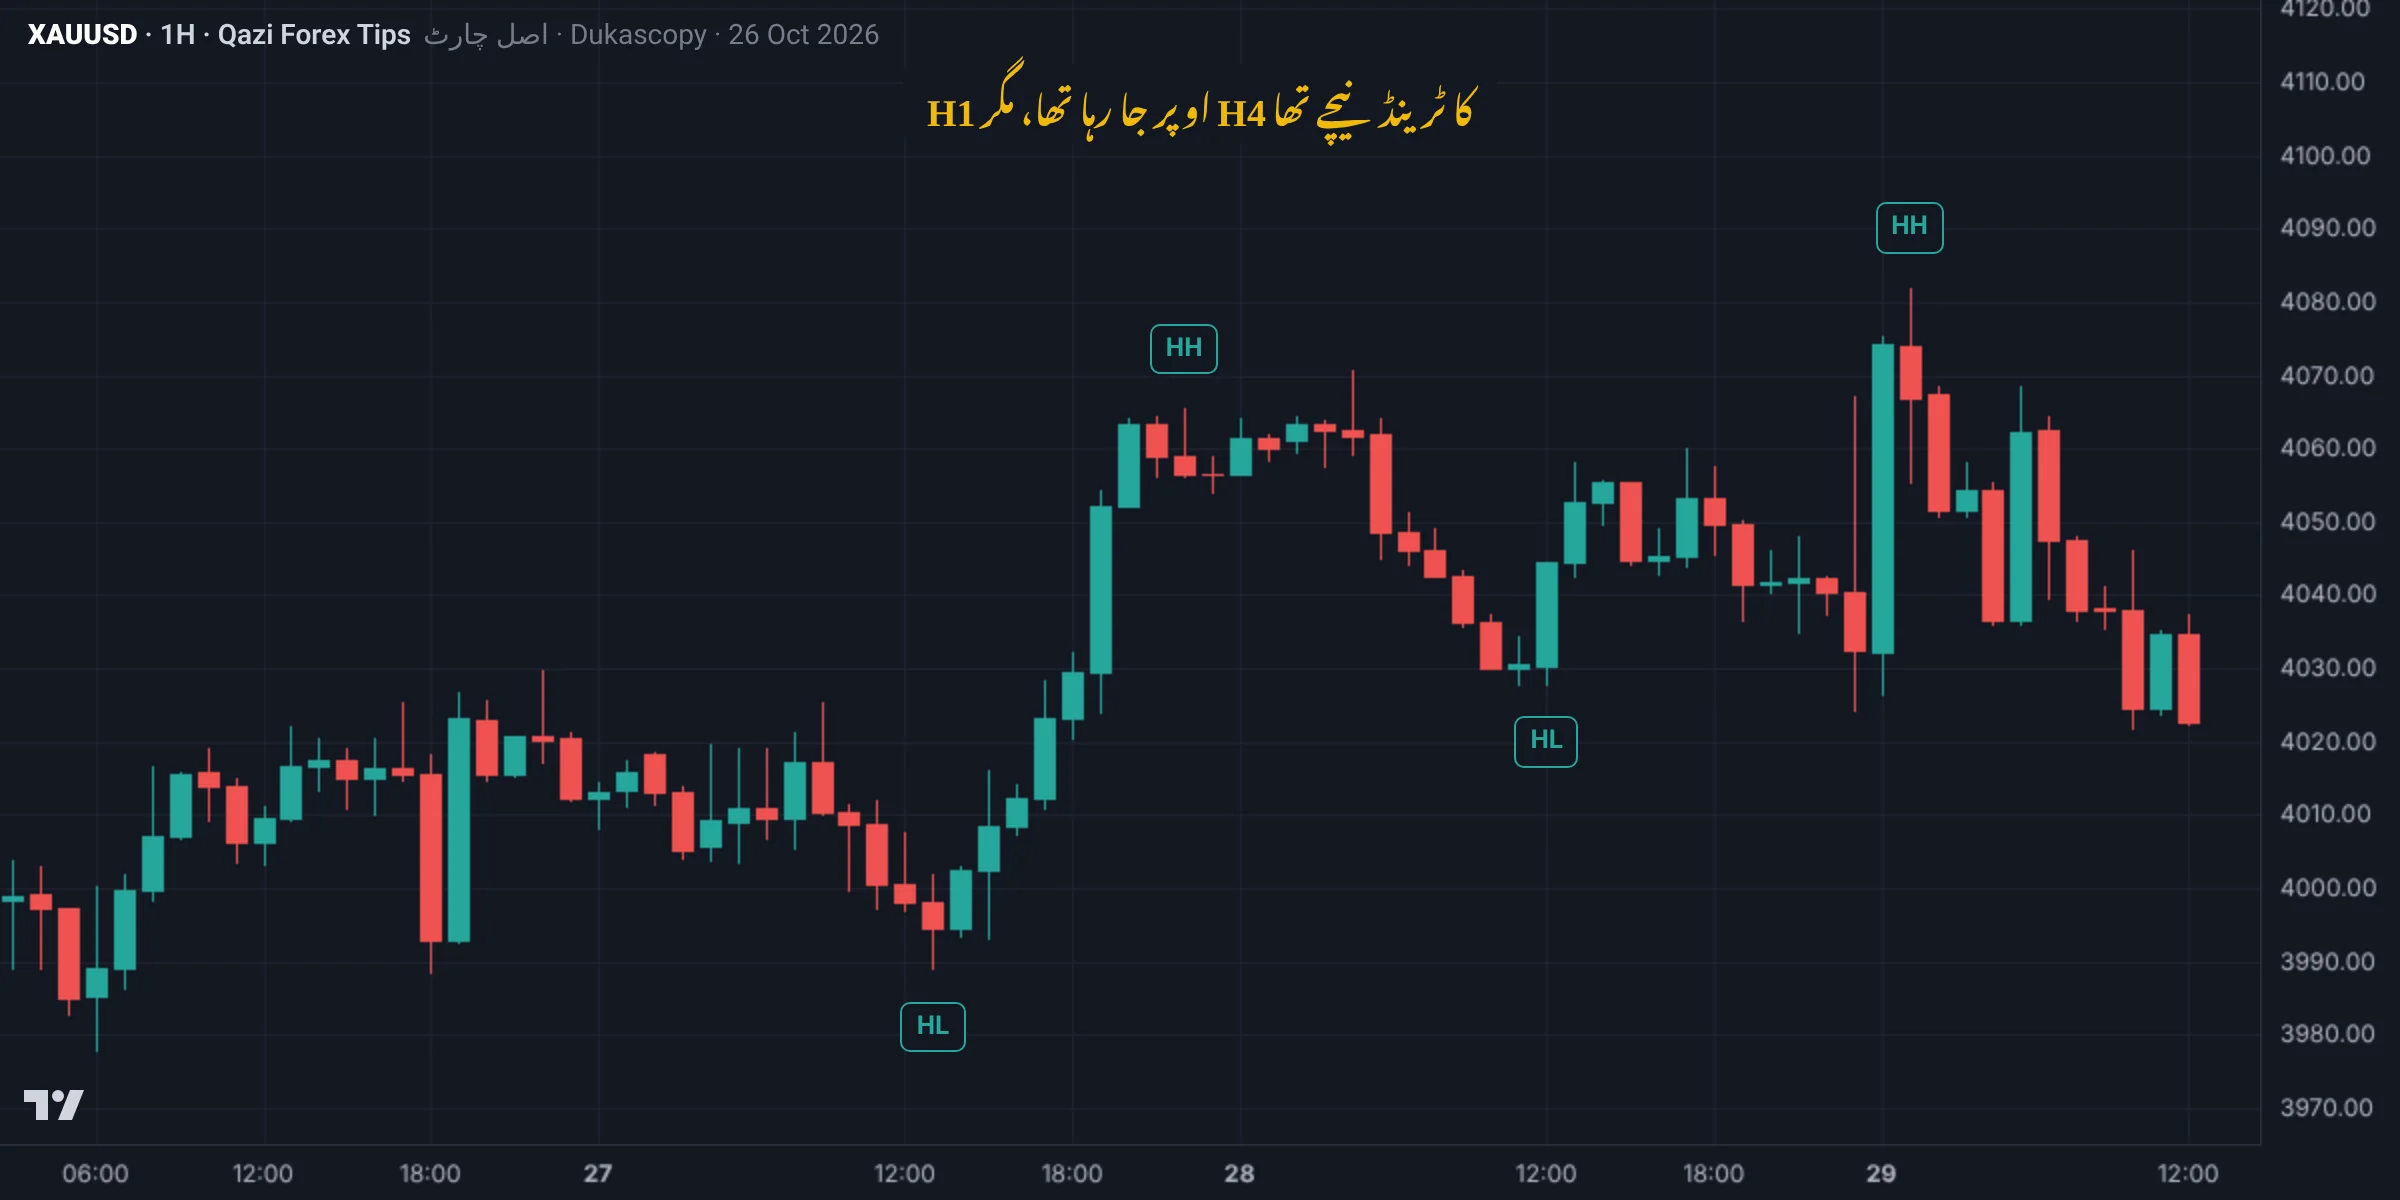 XAUUSD · 1H · Qazi Forex Tips اصل چارٹ · Dukascopy · 26 Oct 2026
H1 اوپر جا رہا تھا، مگر H4 کا ٹرینڈ نیچے تھا
HH
HH
HL
HL
4120.00
4110.00
4100.00
4090.00
4080.00
4070.00
4060.00
4050.00
4040.00
4030.00
4020.00
4010.00
4000.00
3990.00
3980.00
3970.00
06:00 12:00 18:00 27 12:00 18:00 28 12:00 18:00 29 12:00